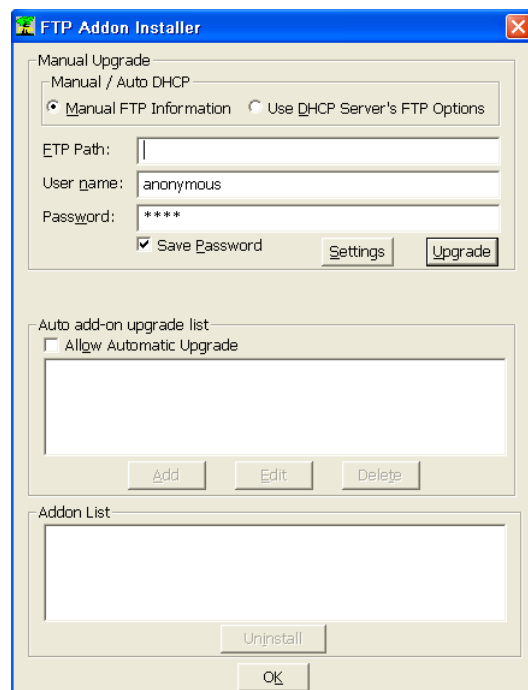 FTP Addon Installer
Manual Upgrade
Manual / Auto DHCP
Manual FTP Information Use DHCP Server's FTP Options
FTP Path:
User name: anonymous
Password: ****
Save Password Settings Upgrade
Auto add-on upgrade list
Allow Automatic Upgrade
Add Edit Delete
Addon List
Uninstall
OK